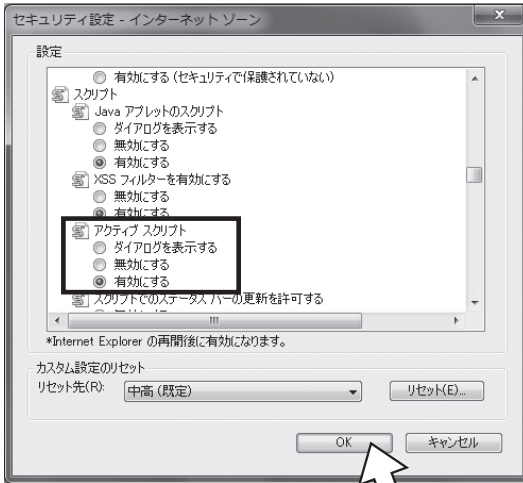 セキュリティ設定 - インターネット ゾーン
x
設定
有効にする (セキュリティで保護されていない)
スクリプト
Java アプレットのスクリプト
ダイアログを表示する
無効にする
有効にする
XSS フィルターを有効にする
無効にする
有効にする
アクティブ スクリプト
ダイアログを表示する
無効にする
有効にする
スクリプトでのステータス バーの更新を許可する
*Internet Explorer の再開後に有効になります。
カスタム設定のリセット
リセット先(R): 中高 (既定) リセット(E)...
OK キャンセル